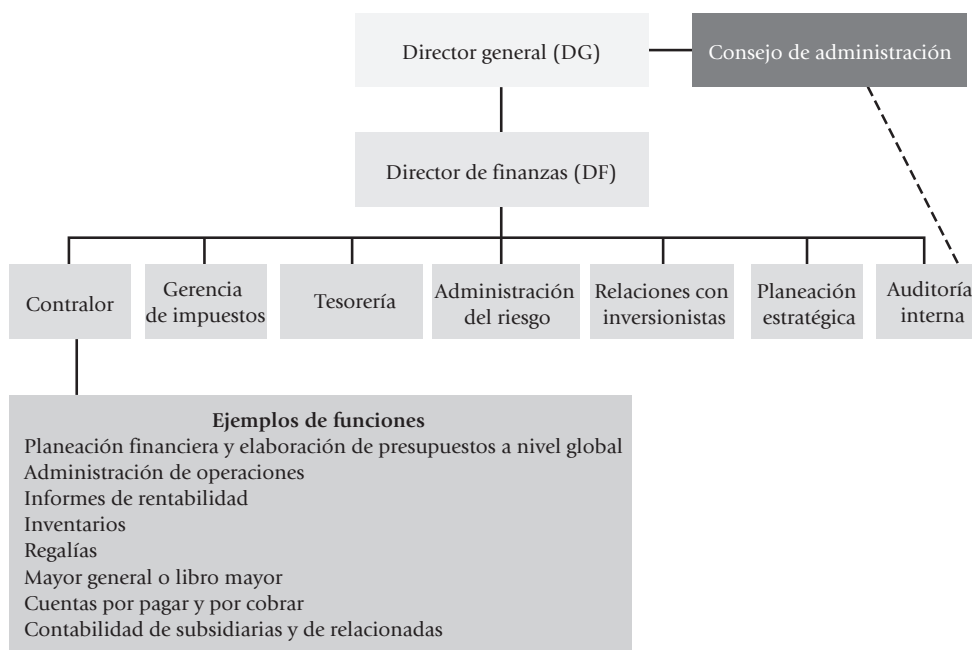 Director general (DG)
Consejo de administración
Director de finanzas (DF)
Contralor
Gerencia
de impuestos
Tesorería
Administración
del riesgo
Relaciones con
inversionistas
Planeación
estratégica
Auditoría
interna
Ejemplos de funciones
Planeación financiera y elaboración de presupuestos a nivel global
Administración de operaciones
Informes de rentabilidad
Inventarios
Regalías
Mayor general o libro mayor
Cuentas por pagar y por cobrar
Contabilidad de subsidiarias y de relacionadas